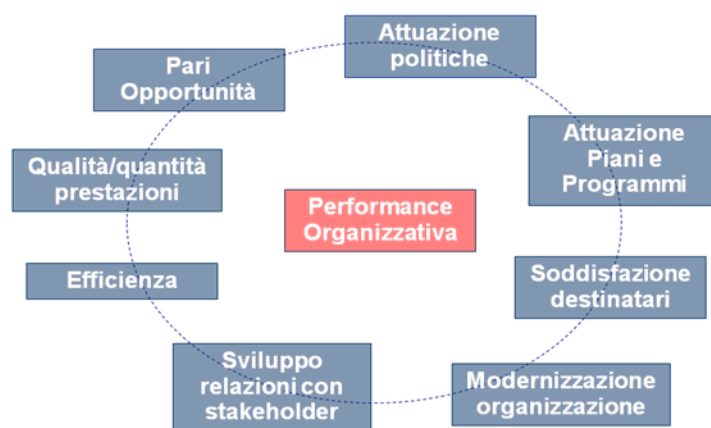 Attuazione
politiche
Pari
Opportunità
Attuazione
Piani e
Programmi
Qualità/quantità
prestazioni
Performance
Organizzativa
Soddisfazione
destinatari
Efficienza
Sviluppo
relazioni con
stakeholder
Modernizzazione
organizzazione